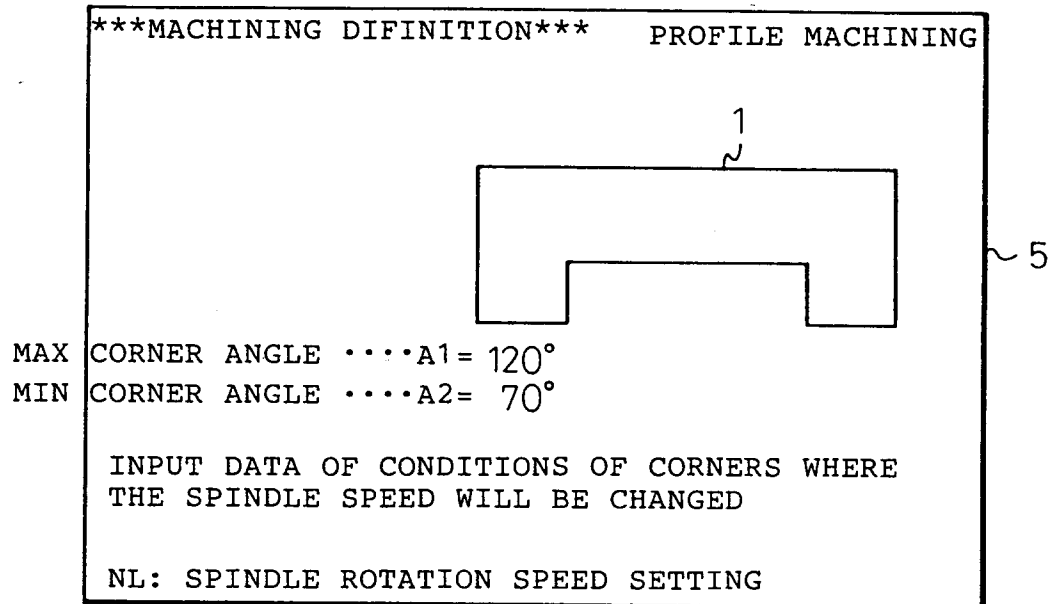 ***MACHINING DIFINITION*** PROFILE MACHINING
1
5
MAX CORNER ANGLE ····A1= 120°
MIN CORNER ANGLE ····A2= 70°
INPUT DATA OF CONDITIONS OF CORNERS WHERE
THE SPINDLE SPEED WILL BE CHANGED
NL: SPINDLE ROTATION SPEED SETTING